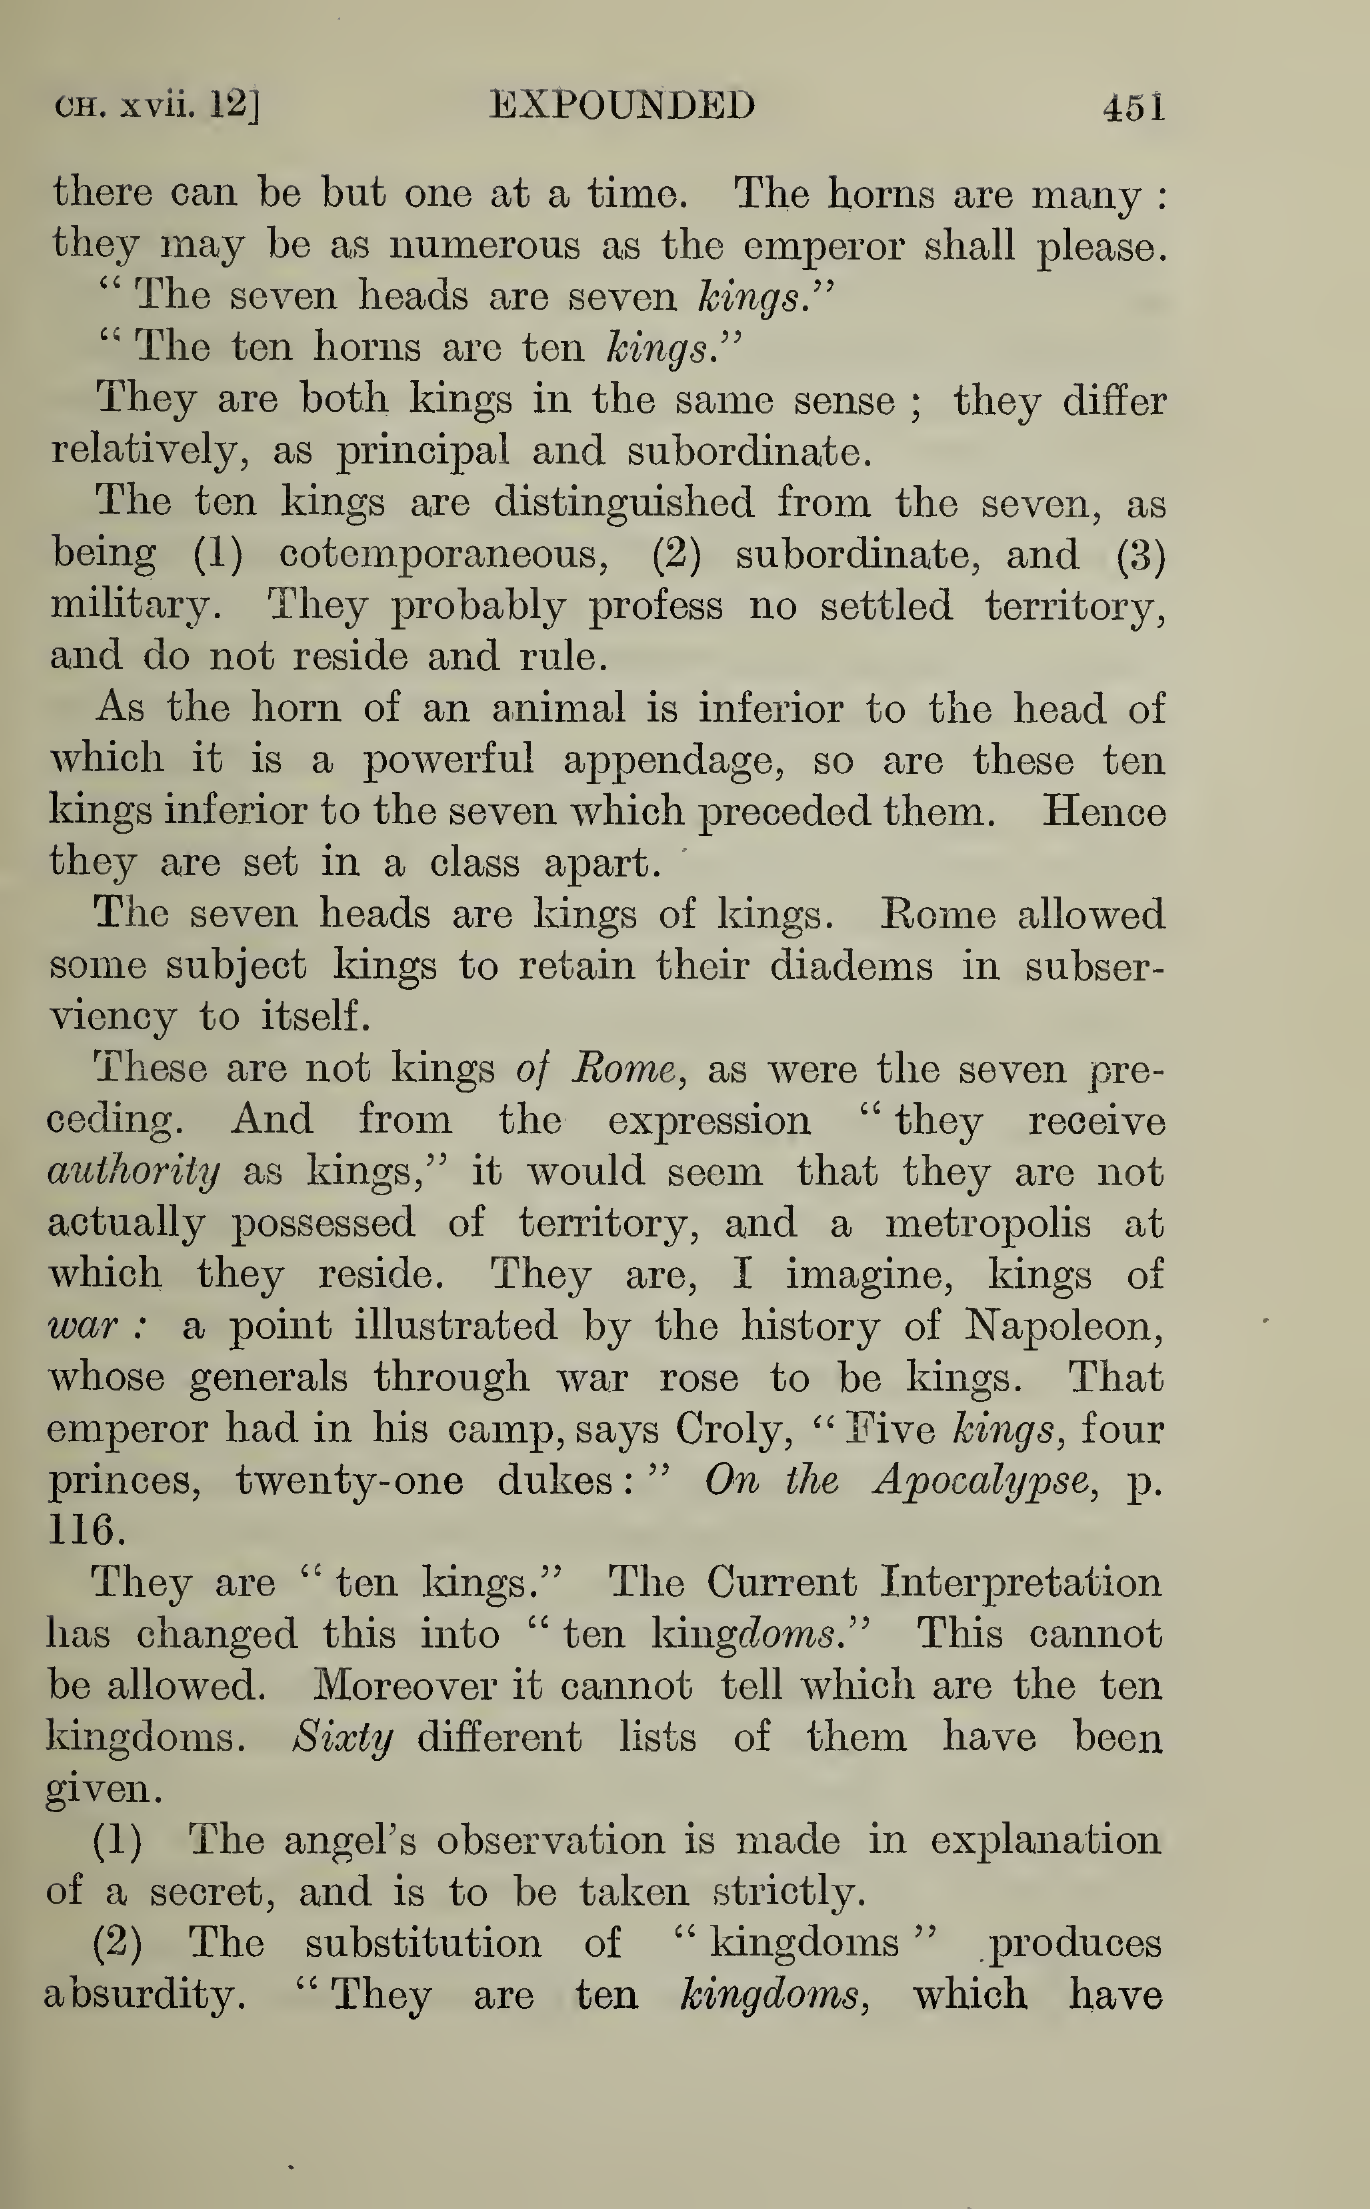 CH. xvii. 12] EXPOUNDED 451
there can be but one at a time. The horns are many :
they may be as numerous as the emperor shall please.
“ The seven heads are seven kings.”
“ The ten horns are ten kings.”
They are both kings in the same sense ; they differ
relatively, as principal and subordinate.
The ten kings are distinguished from the seven, as
being (1) cotemporaneous, (2) subordinate, and (3)
military. They probably profess no settled territory,
and do not reside and rule.
As the horn of an animal is inferior to the head of
which it is a powerful appendage, so are these ten
kings inferior to the seven which preceded them. Hence
they are set in a class apart.
The seven heads are kings of kings. Rome allowed
some subject kings to retain their diadems in subser-
viency to itself.
These are not kings of Rome, as were the seven pre-
ceding. And from the expression “ they receive
authority as kings,” it would seem that they are not
actually possessed of territory, and a metropolis at
which they reside. They are, I imagine, kings of
war : a point illustrated by the history of Napoleon,
whose generals through war rose to be kings. That
emperor had in his camp, says Croly, “ Five kings, four
princes, twenty-one dukes : ” On the Apocalypse, p.
116.
They are “ ten kings.” The Current Interpretation
has changed this into “ ten kingdoms.” This cannot
be allowed. Moreover it cannot tell which are the ten
kingdoms. Sixty different lists of them have been
given.
(1) The angel’s observation is made in explanation
of a secret, and is to be taken strictly.
(2) The substitution of “ kingdoms ” produces
absurdity. “ They are ten kingdoms, which have